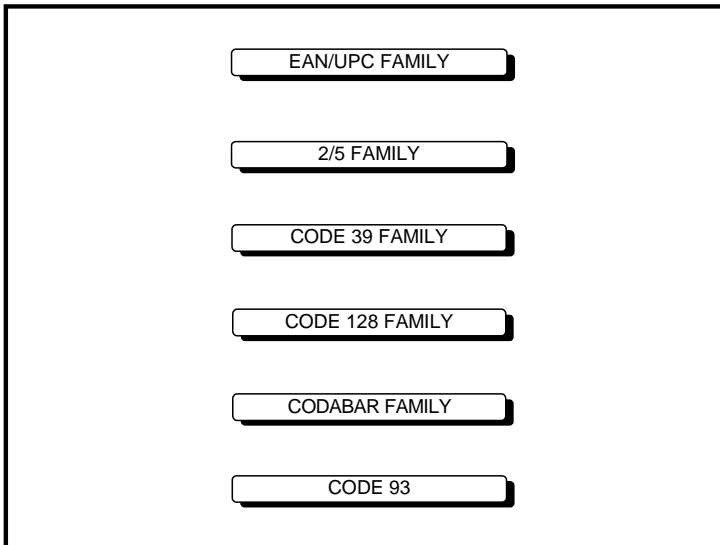 EAN/UPC FAMILY
2/5 FAMILY
CODE 39 FAMILY
CODE 128 FAMILY
CODABAR FAMILY
CODE 93